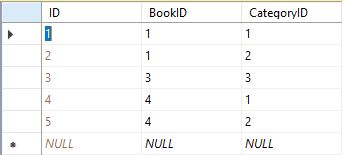 ID BookID CategoryID
1 1 1
2 1 2
3 3 3
4 4 1
5 4 2
NULL NULL NULL